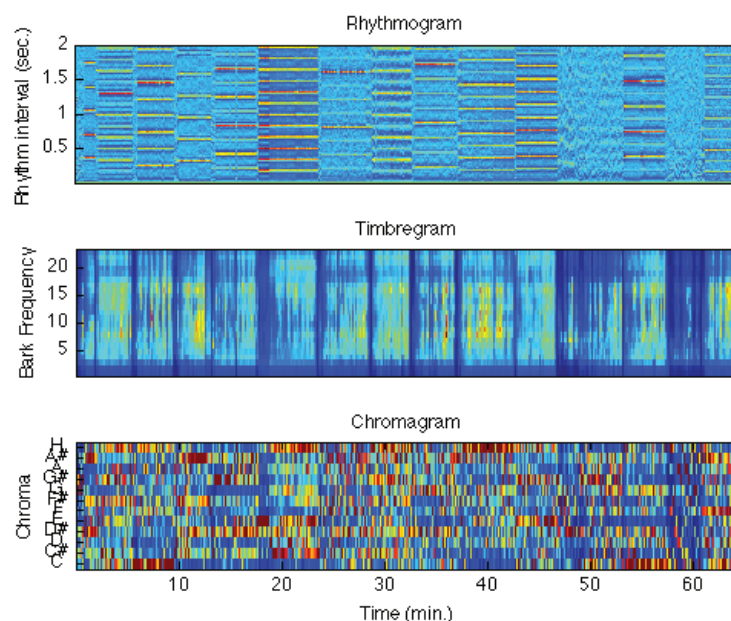 Rhythmogram
Rhythm interval (sec.)
2
1.5
1
0.5
Timbregram
Bark Frequency
20
15
10
5
Chromagram
Chroma
H
A#
A
G#
G
F#
F
E
D#
D
C#
C
10
20
30
40
50
60
Time (min.)